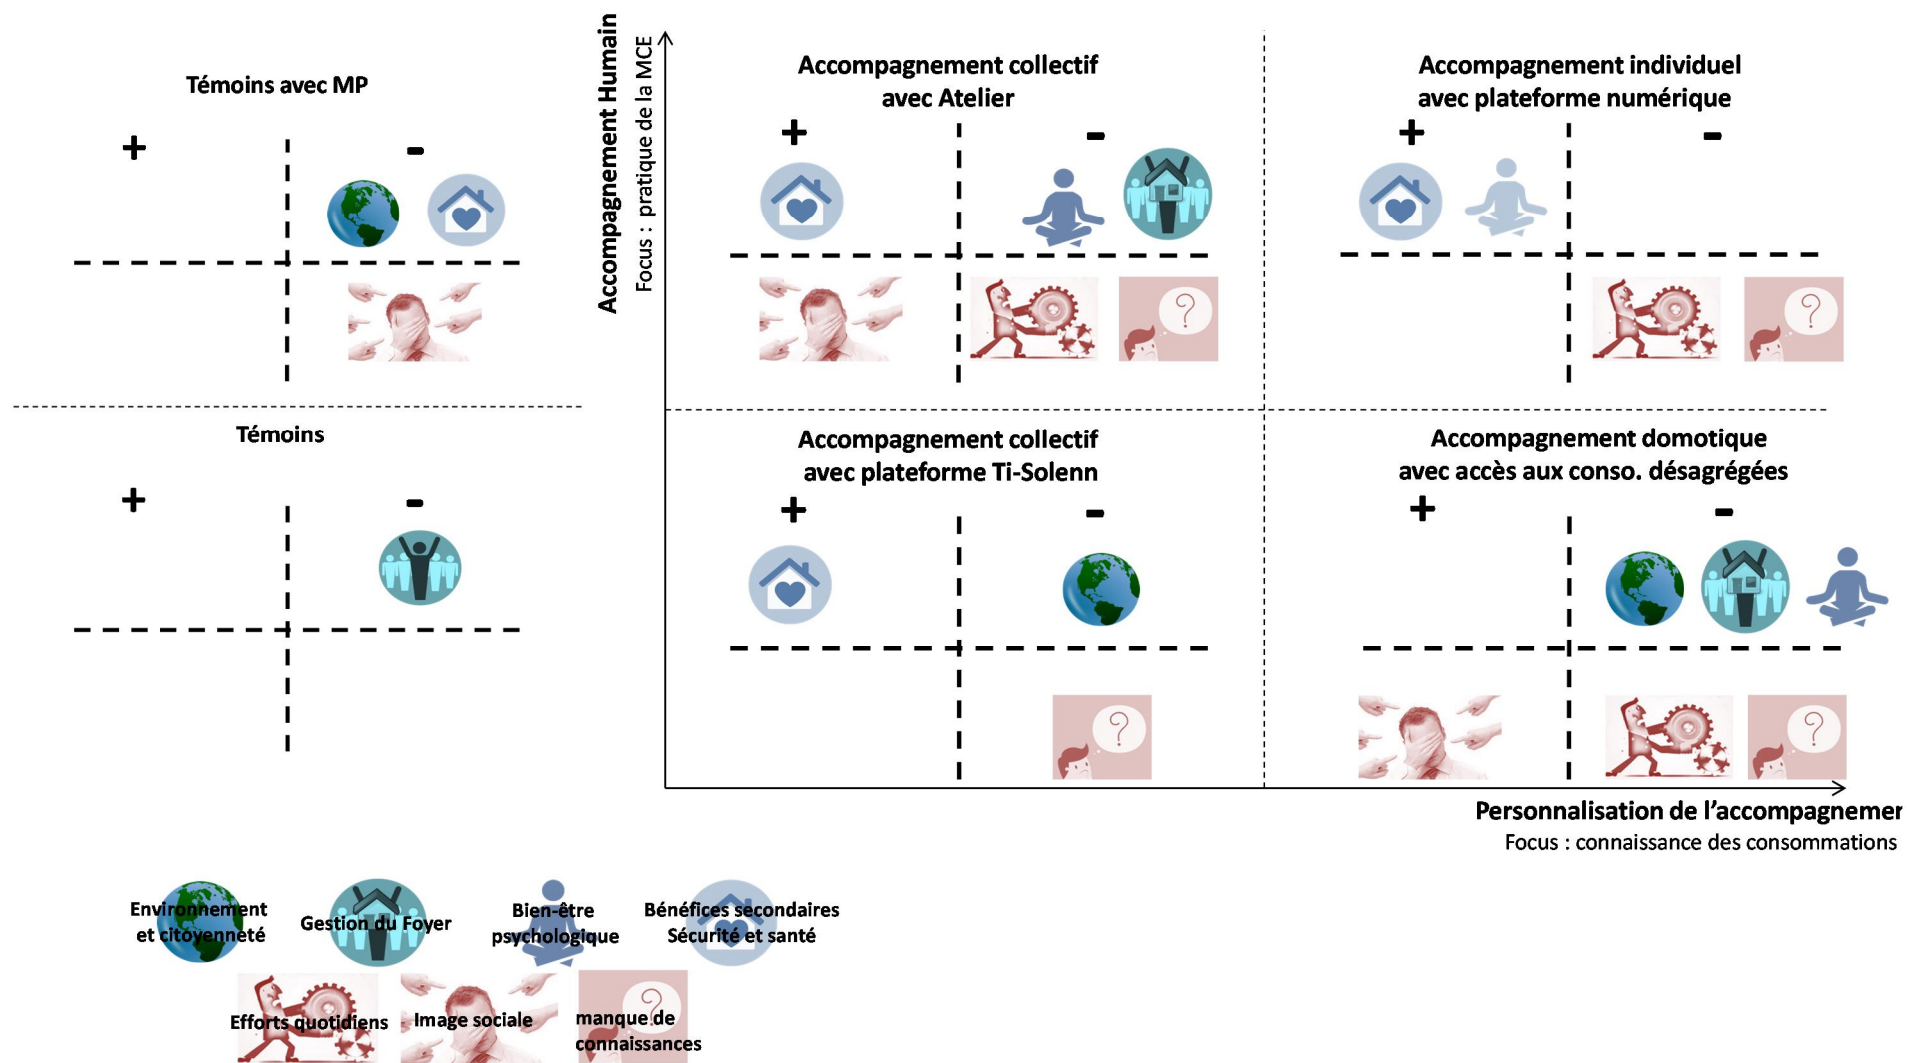 Témoins avec MP
+
-
Témoins
+
-
Accompagnement Humain
Focus : pratique de la MCE
Accompagnement collectif
avec Atelier
+
-
Accompagnement individuel
avec plateforme numérique
+
-
Accompagnement collectif
avec plateforme Ti-Solenn
+
-
Accompagnement domotique
avec accès aux conso. désagrégées
+
-
?
?
?
?
Personnalisation de l'accompagnemer
Focus : connaissance des consommations
Environnement
et citoyenneté
Gestion du Foyer
Bien-être
psychologique
Bénéfices secondaires
Sécurité et santé
Efforts quotidiens
Image sociale
?
manque de
connaissances